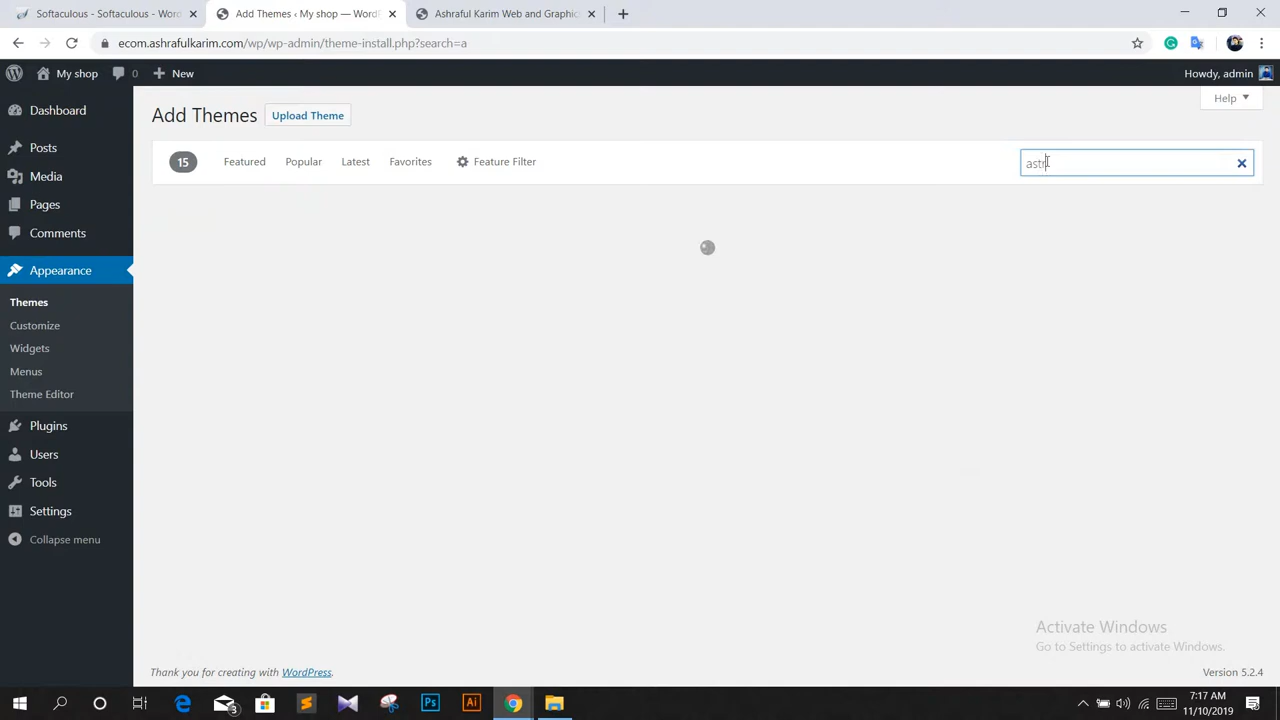 Softaculous - Softaculous - Word
Add Themes ‹ My shop — WordP
Ashraful Karim Web and Graphic
ecom.ashrafulkarim.com/wp/wp-admin/theme-install.php?search=a
My shop
0
New
Howdy, admin
Dashboard
Posts
Media
Pages
Comments
Appearance
Themes
Customize
Widgets
Menus
Theme Editor
Plugins
Users
Tools
Settings
Collapse menu
Add Themes
Upload Theme
Help
15
Featured
Popular
Latest
Favorites
Feature Filter
astr
Activate Windows
Go to Settings to activate Windows.
Thank you for creating with WordPress.
Version 5.2.4
3
Ps
Ai
7:17 AM
11/10/2019